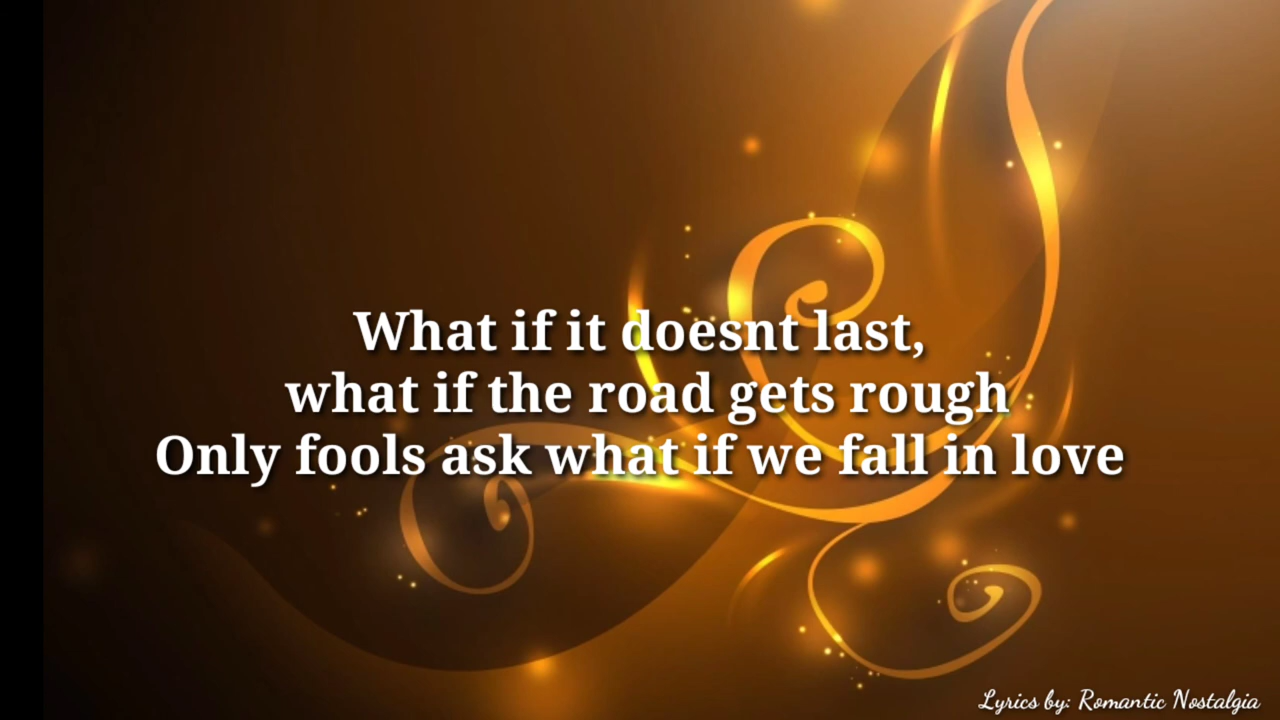 What if it doesnt last,
what if the road gets rough
Only fools ask what if we fall in love
Lyrics by: Romantic Nostalgia